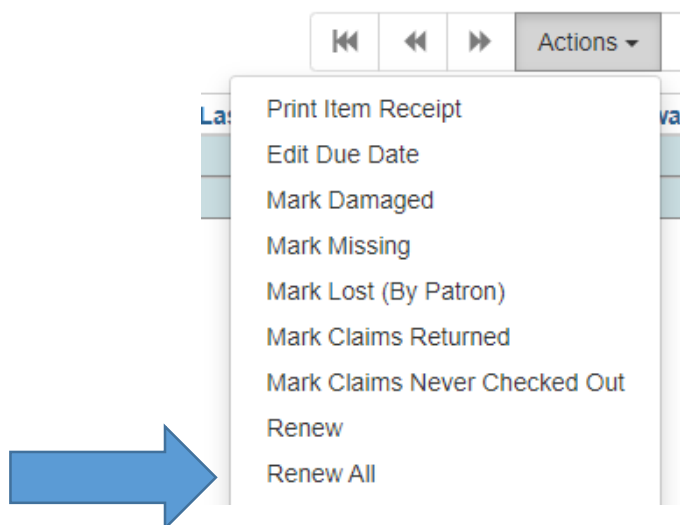 Actions
Print Item Receipt
Edit Due Date
Mark Damaged
Mark Missing
Mark Lost (By Patron)
Mark Claims Returned
Mark Claims Never Checked Out
Renew
Renew All